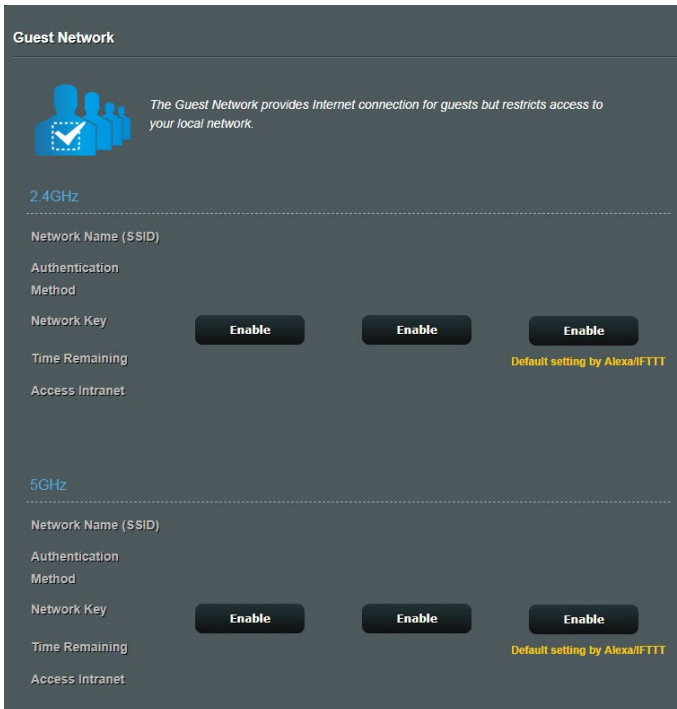 Guest Network
The Guest Network provides Internet connection for guests but restricts access to
your local network.
2.4GHz
Network Name (SSID)
Authentication
Method
Network Key
Enable Enable Enable
Time Remaining
Default setting by Alexa/IFTTT
Access Intranet
5GHz
Network Name (SSID)
Authentication
Method
Network Key
Enable Enable Enable
Time Remaining
Default setting by Alexa/IFTTT
Access Intranet